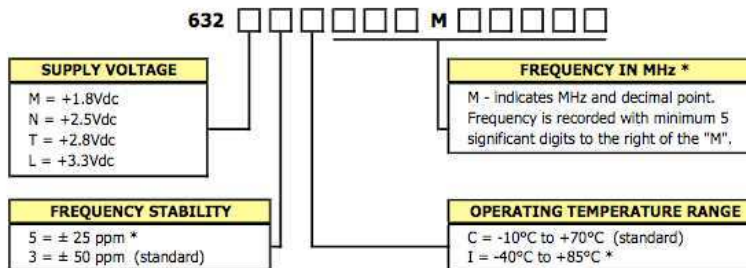 632 M
SUPPLY VOLTAGE
M = +1.8Vdc
N = +2.5Vdc
T = +2.8Vdc
L = +3.3Vdc
FREQUENCY IN MHz *
M - indicates MHz and decimal point.
Frequency is recorded with minimum 5
significant digits to the right of the "M".
FREQUENCY STABILITY
5 = ± 25 ppm *
3 = ± 50 ppm (standard)
OPERATING TEMPERATURE RANGE
C = -10°C to +70°C (standard)
I = -40°C to +85°C *